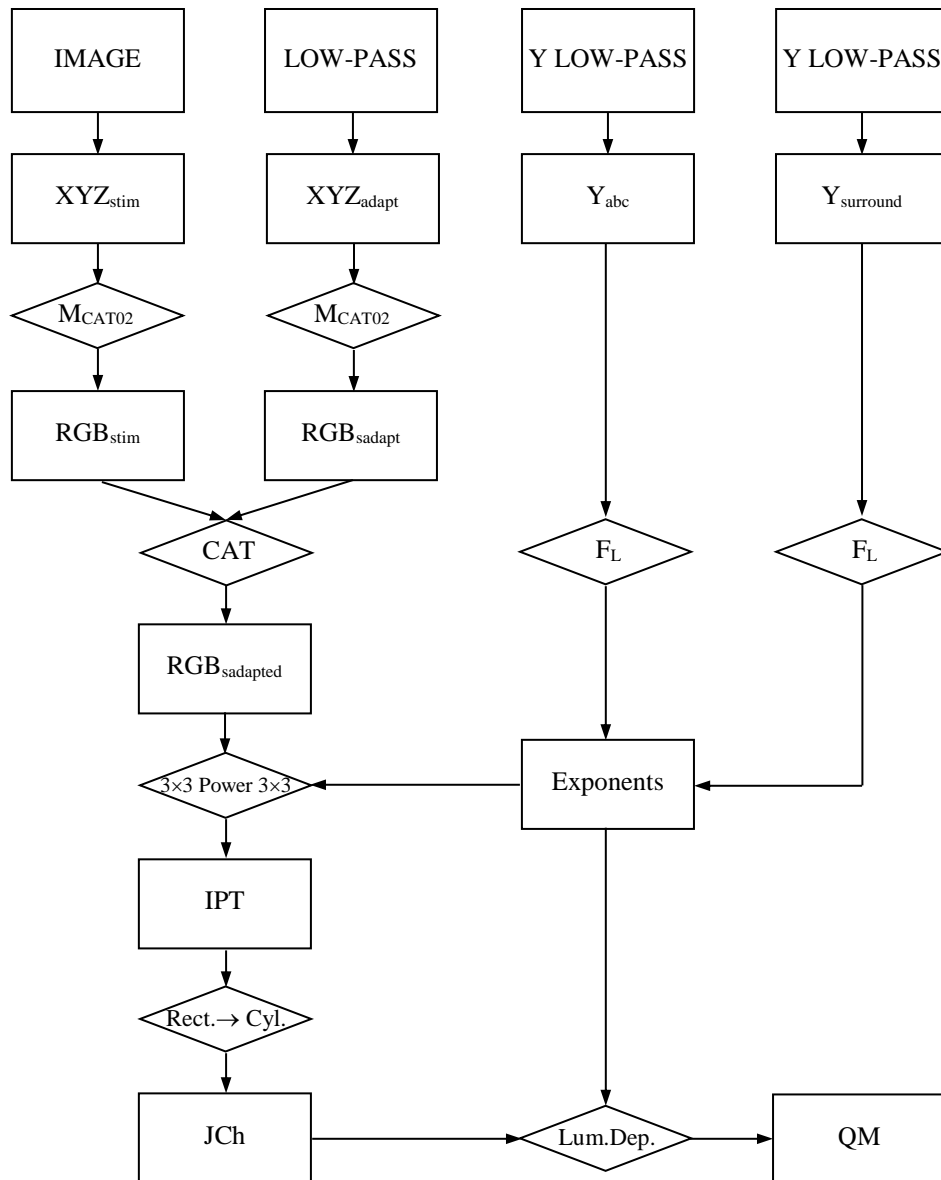 IMAGE
LOW-PASS
Y LOW-PASS
Y LOW-PASS
XYZstim
XYZadapt
Yabc
Ysurround
MCAT02
MCAT02
RGBstim
RGBsadapt
CAT
FL
FL
RGBsadapted
3×3 Power 3×3
Exponents
IPT
Rect.→ Cyl.
JCh
Lum.Dep.
QM